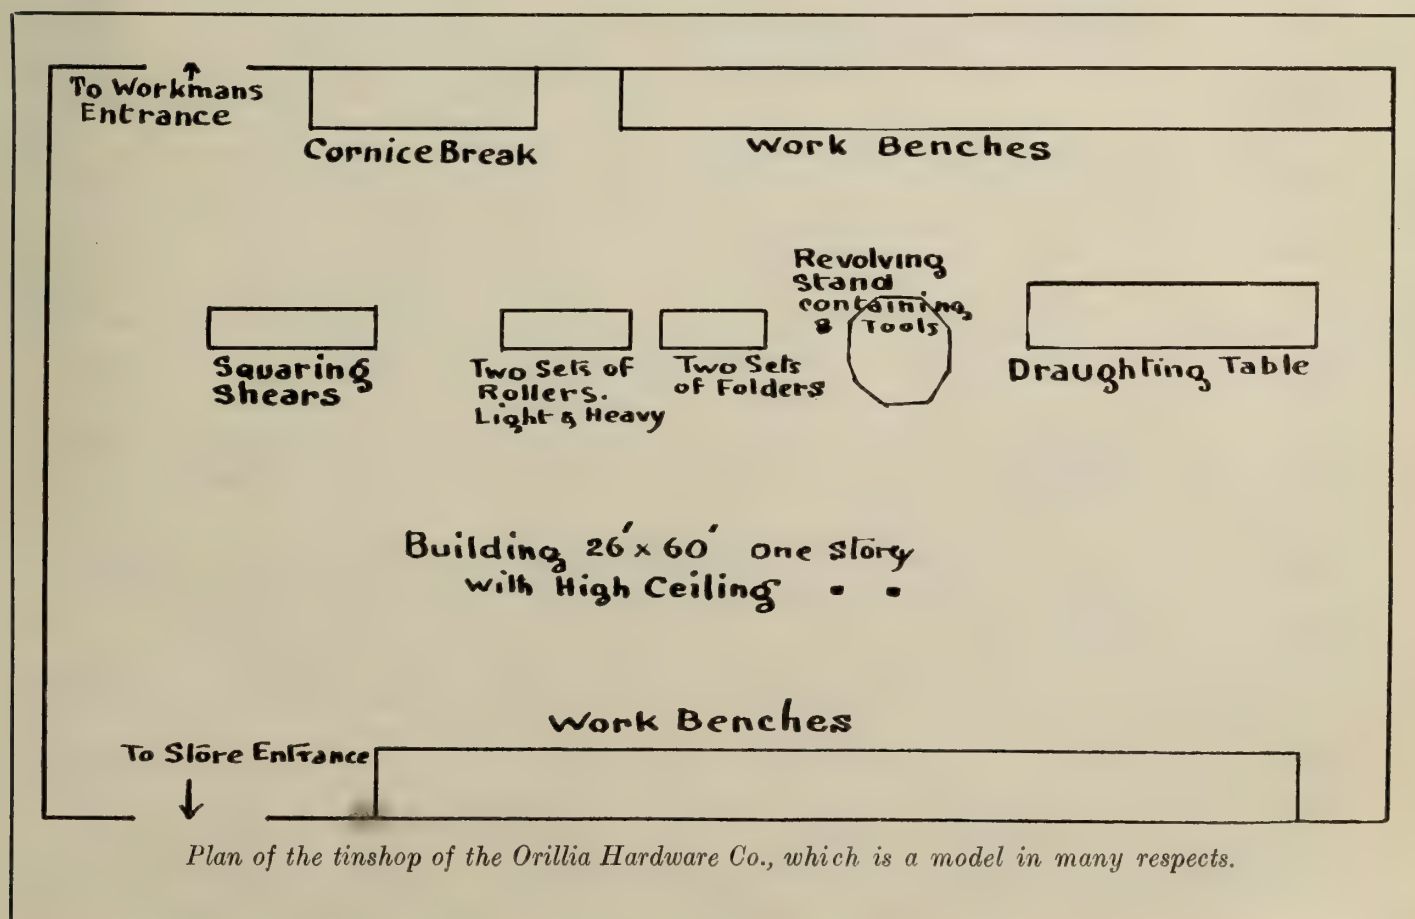 To Workmans
Entrance
Cornice Break
Work Benches
Revolving
Stand
containing
8 Tools
Squaring
Shears
Two Sets of
Rollers.
Light & Heavy
Two Sets
of Folders
Draughting Table
Building 26' x 60' one story
with High Ceiling
Work Benches
To Store Entrance
Plan of the tinshop of the Orillia Hardware Co., which is a model in many respects.